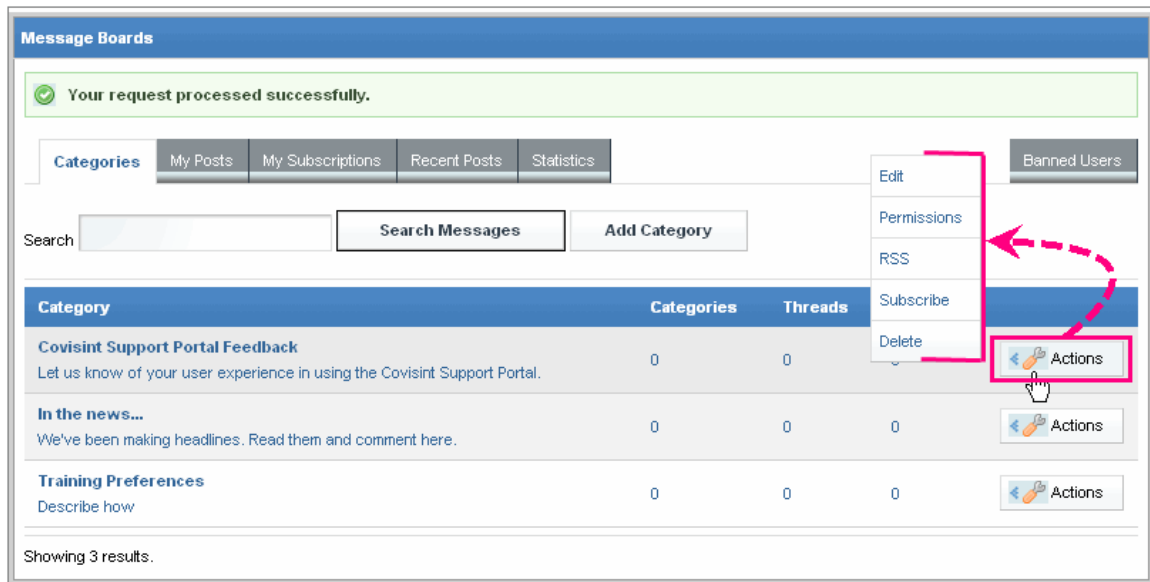 Message Boards
Your request processed successfully.
Categories My Posts My Subscriptions Recent Posts Statistics Banned Users
Edit
Permissions
RSS
Subscribe
Delete
Search Search Messages Add Category
Category Categories Threads
Covisint Support Portal Feedback
Let us know of your user experience in using the Covisint Support Portal.
0 0 Actions
In the news...
We've been making headlines. Read them and comment here.
0 0 0 Actions
Training Preferences
Describe how
0 0 0 Actions
Showing 3 results.